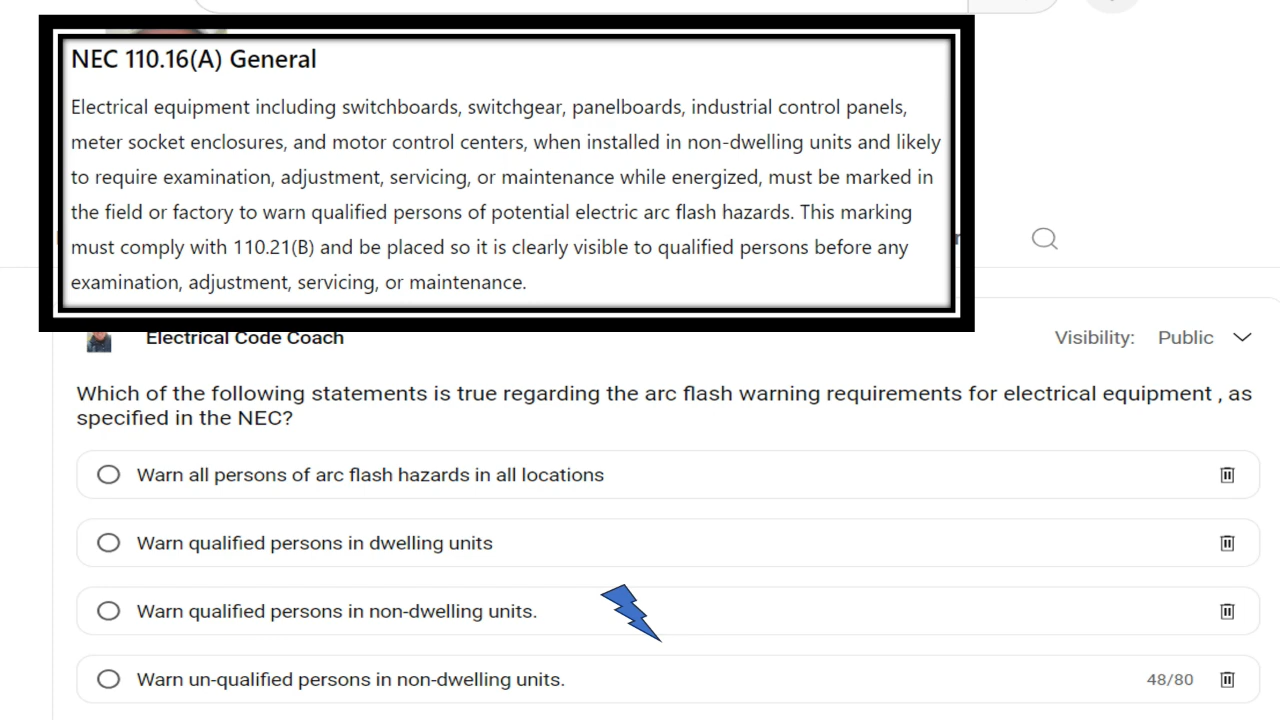 NEC 110.16(A) General
Electrical equipment including switchboards, switchgear, panelboards, industrial control panels,
meter socket enclosures, and motor control centers, when installed in non-dwelling units and likely
to require examination, adjustment, servicing, or maintenance while energized, must be marked in
the field or factory to warn qualified persons of potential electric arc flash hazards. This marking
must comply with 110.21(B) and be placed so it is clearly visible to qualified persons before any
examination, adjustment, servicing, or maintenance.
Electrical Code Coach
Visibility: Public
Which of the following statements is true regarding the arc flash warning requirements for electrical equipment , as
specified in the NEC?
Warn all persons of arc flash hazards in all locations
Warn qualified persons in dwelling units
Warn qualified persons in non-dwelling units.
Warn un-qualified persons in non-dwelling units.
48/80